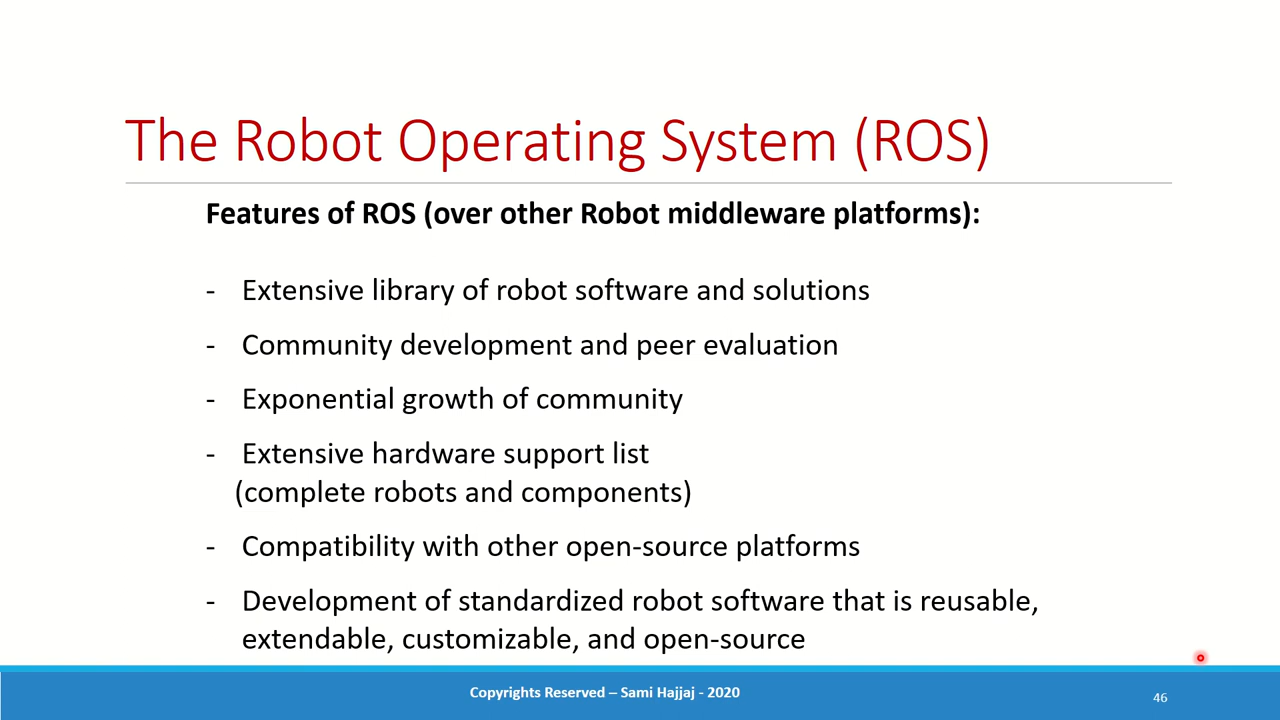 The Robot Operating System (ROS)
Features of ROS (over other Robot middleware platforms):
- Extensive library of robot software and solutions
- Community development and peer evaluation
- Exponential growth of community
- Extensive hardware support list
(complete robots and components)
- Compatibility with other open-source platforms
- Development of standardized robot software that is reusable,
extendable, customizable, and open-source
Copyrights Reserved – Sami Hajjaj - 2020
46